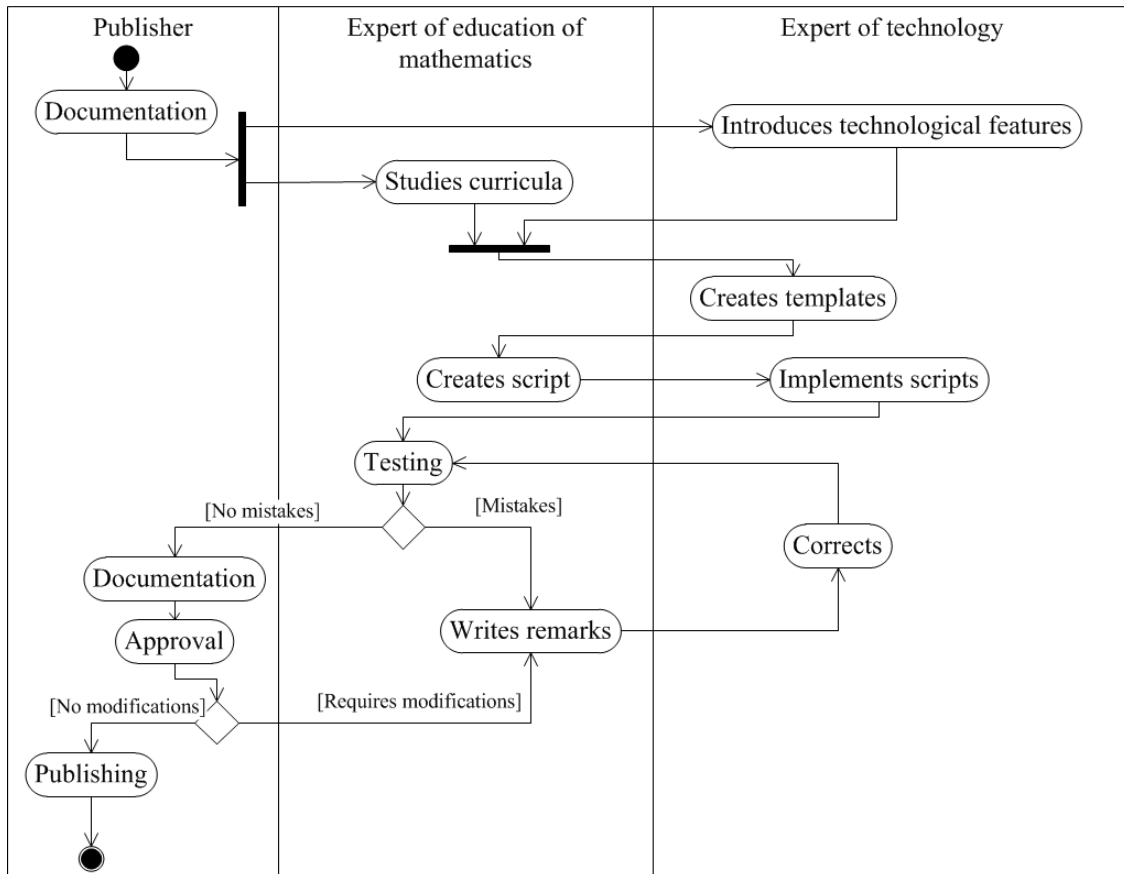 Publisher
Expert of education of
mathematics
Expert of technology
Documentation
Introduces technological features
Studies curricula
Creates templates
Creates script
Implements scripts
Testing
[No mistakes]
[Mistakes]
Corrects
Documentation
Writes remarks
Approval
[No modifications]
[Requires modifications]
Publishing